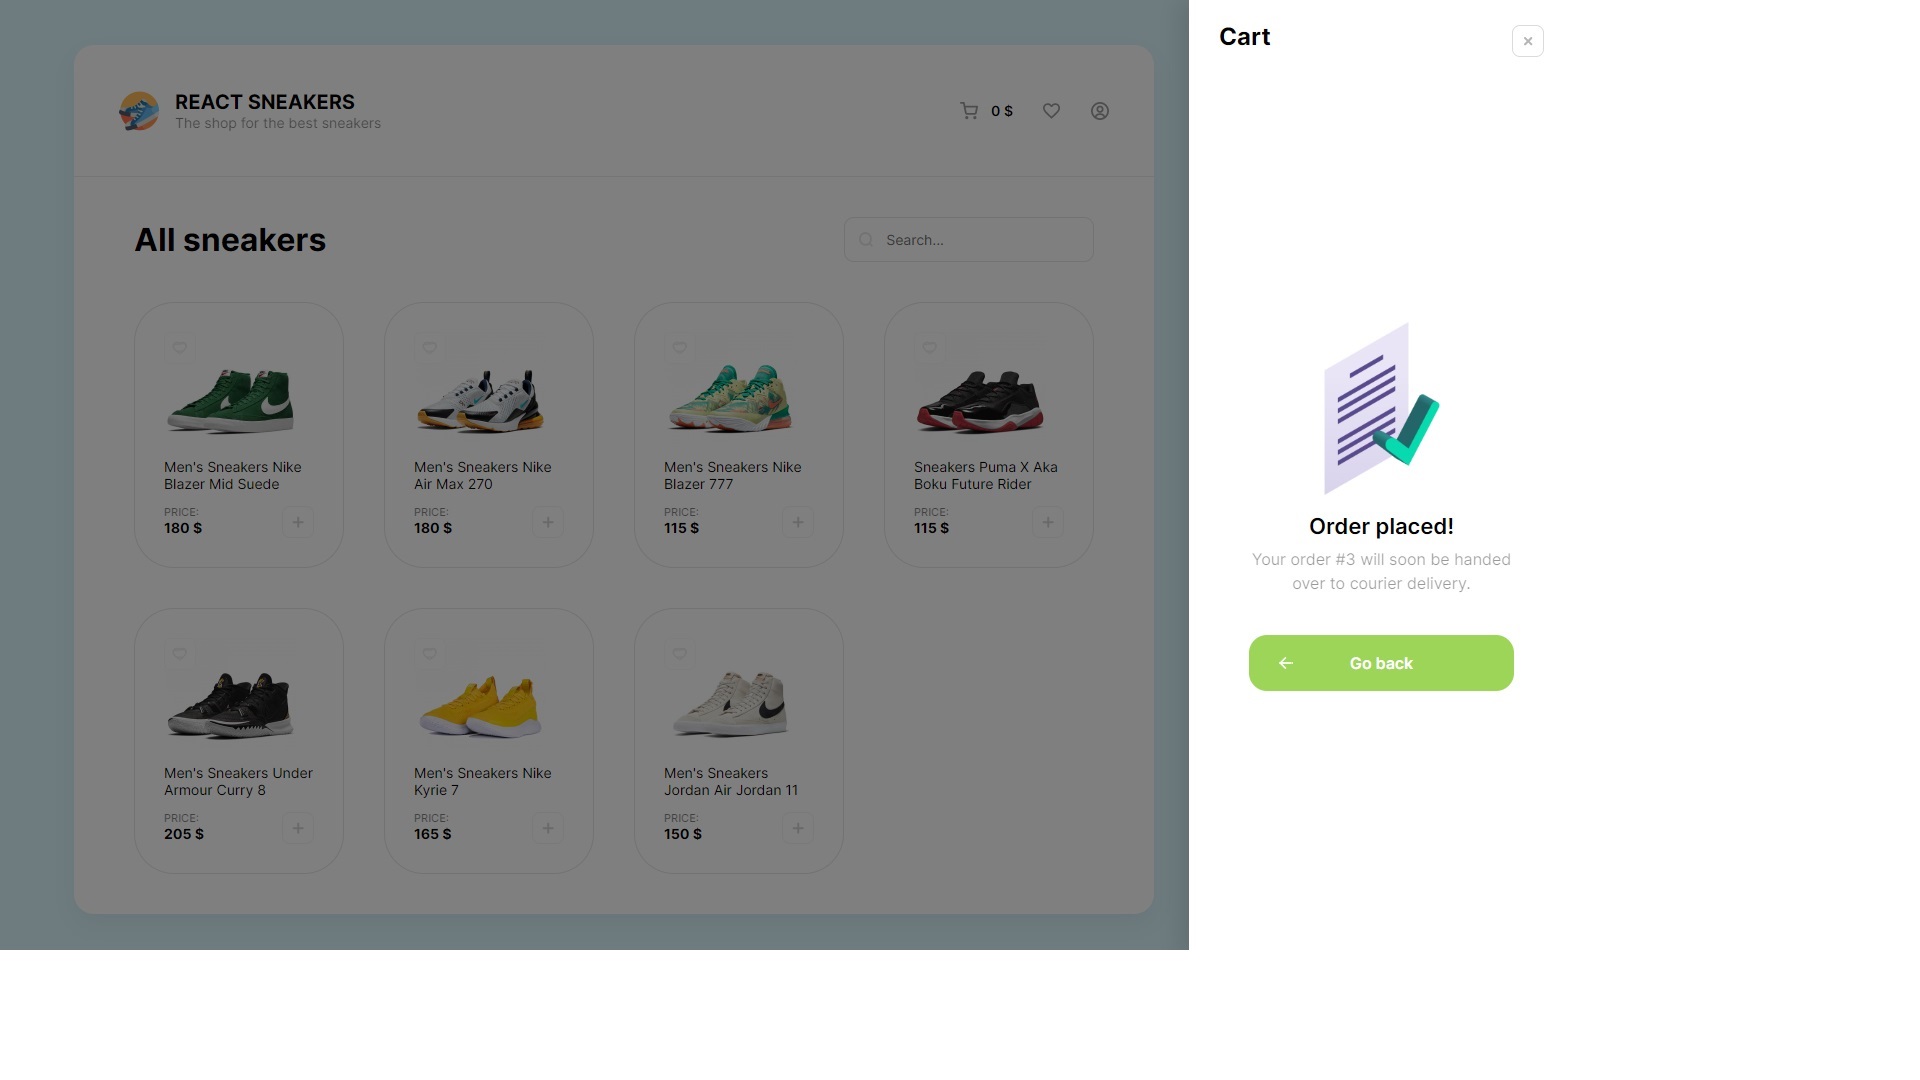 REACT SNEAKERS
The shop for the best sneakers
0 $
All sneakers
Search...
Men's Sneakers Nike
Blazer Mid Suede
PRICE:
180 $
Men's Sneakers Nike
Air Max 270
PRICE:
180 $
Men's Sneakers Nike
Blazer 777
PRICE:
115 $
Sneakers Puma X Aka
Boku Future Rider
PRICE:
115 $
Men's Sneakers Under
Armour Curry 8
PRICE:
205 $
Men's Sneakers Nike
Kyrie 7
PRICE:
165 $
Men's Sneakers
Jordan Air Jordan 11
PRICE:
150 $
Cart
Order placed!
Your order #3 will soon be handed
over to courier delivery.
Go back